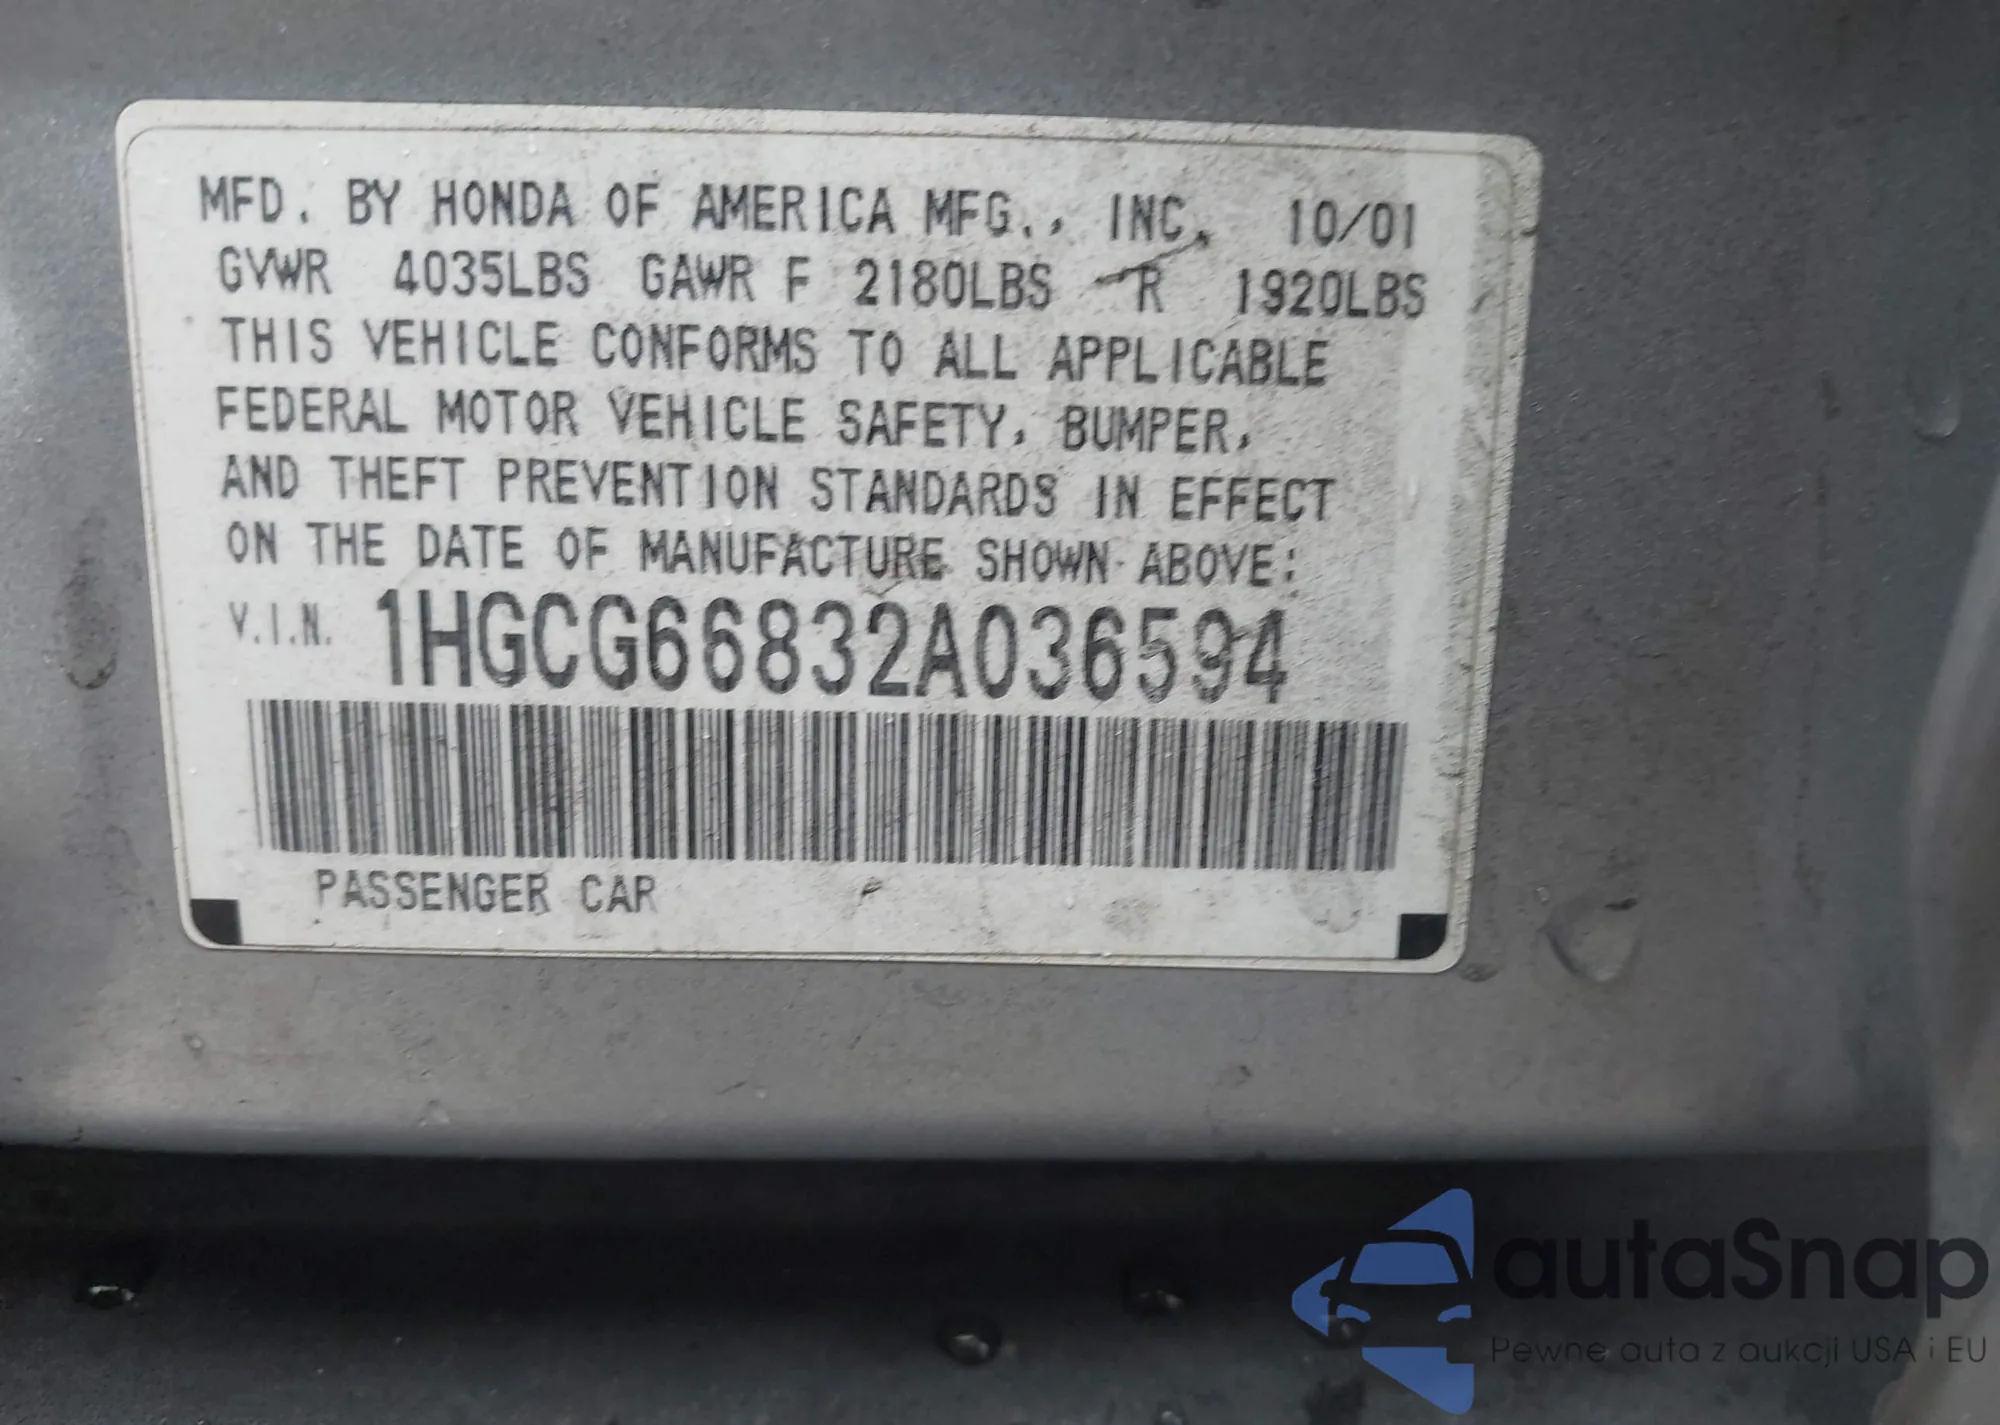 MFD. BY HONDA OF AMERICA MFG., INC. 10/01
GVWR 4035LBS GAWR F 2180LBS R 1920LBS
THIS VEHICLE CONFORMS TO ALL APPLICABLE
FEDERAL MOTOR VEHICLE SAFETY, BUMPER,
AND THEFT PREVENTION STANDARDS IN EFFECT
ON THE DATE OF MANUFACTURE SHOWN ABOVE:
V.I.N. 1HGCG66832A036594
PASSENGER CAR
autaSnap
Pewne auta z aukcji USA i EU